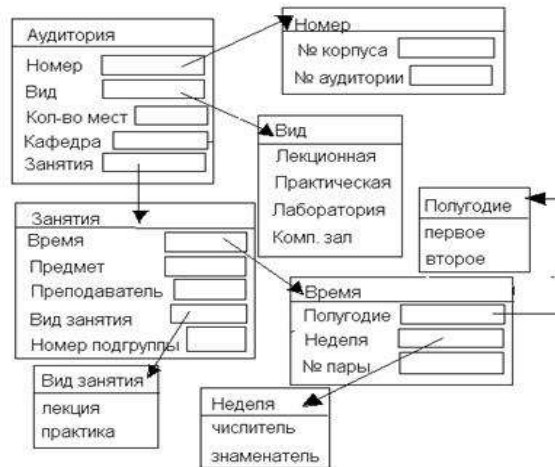 Аудитория
Номер
Вид
Кол-во мест
Кафедра
Занятия
Номер
№ корпуса
№ аудитории
Вид
Лекционная
Практическая
Лаборатория
Комп. зал
Полугодие
первое
второе
Занятия
Время
Предмет
Преподаватель
Вид занятия
Номер подгруппы
Время
Полугодие
Неделя
№ пары
Вид занятия
лекция
практика
Неделя
числитель
знаменатель